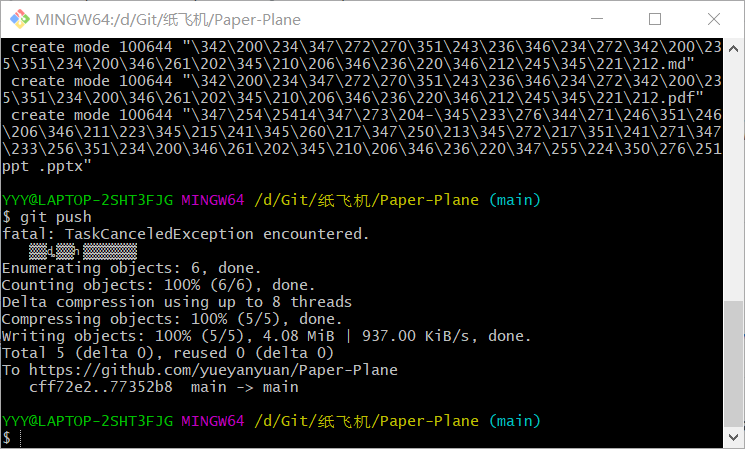 MINGW64:/d/Git/纸飞机/Paper-Plane
create mode 100644 "\342\200\234\347\272\270\351\243\236\346\234\272\342\200\23
5\351\234\200\346\261\202\345\210\206\346\236\220\346\212\245\345\221\212.md"
create mode 100644 "\342\200\234\347\272\270\351\243\236\346\234\272\342\200\23
5\351\234\200\346\261\202\345\210\206\346\236\220\346\212\245\345\221\212.pdf"
create mode 100644 "\347\254\25414\347\273\204-\345\233\276\344\271\246\351\246
\206\346\211\223\345\215\241\345\260\217\347\250\213\345\272\217\351\241\271\347
\233\256\351\234\200\346\261\202\345\210\206\346\236\220\347\255\224\350\276\251
ppt .pptx"
YYY@LAPTOP-2SHT3FJG MINGW64 /d/Git/纸飞机/Paper-Plane (main)
$ git push
fatal: TaskCanceledException encountered.
Enumerating objects: 6, done.
Counting objects: 100% (6/6), done.
Delta compression using up to 8 threads
Compressing objects: 100% (5/5), done.
Writing objects: 100% (5/5), 4.08 MiB | 937.00 KiB/s, done.
Total 5 (delta 0), reused 0 (delta 0)
To https://github.com/yueyanyuan/Paper-Plane
cff72e2..77352b8 main -> main
YYY@LAPTOP-2SHT3FJG MINGW64 /d/Git/纸飞机/Paper-Plane (main)
$